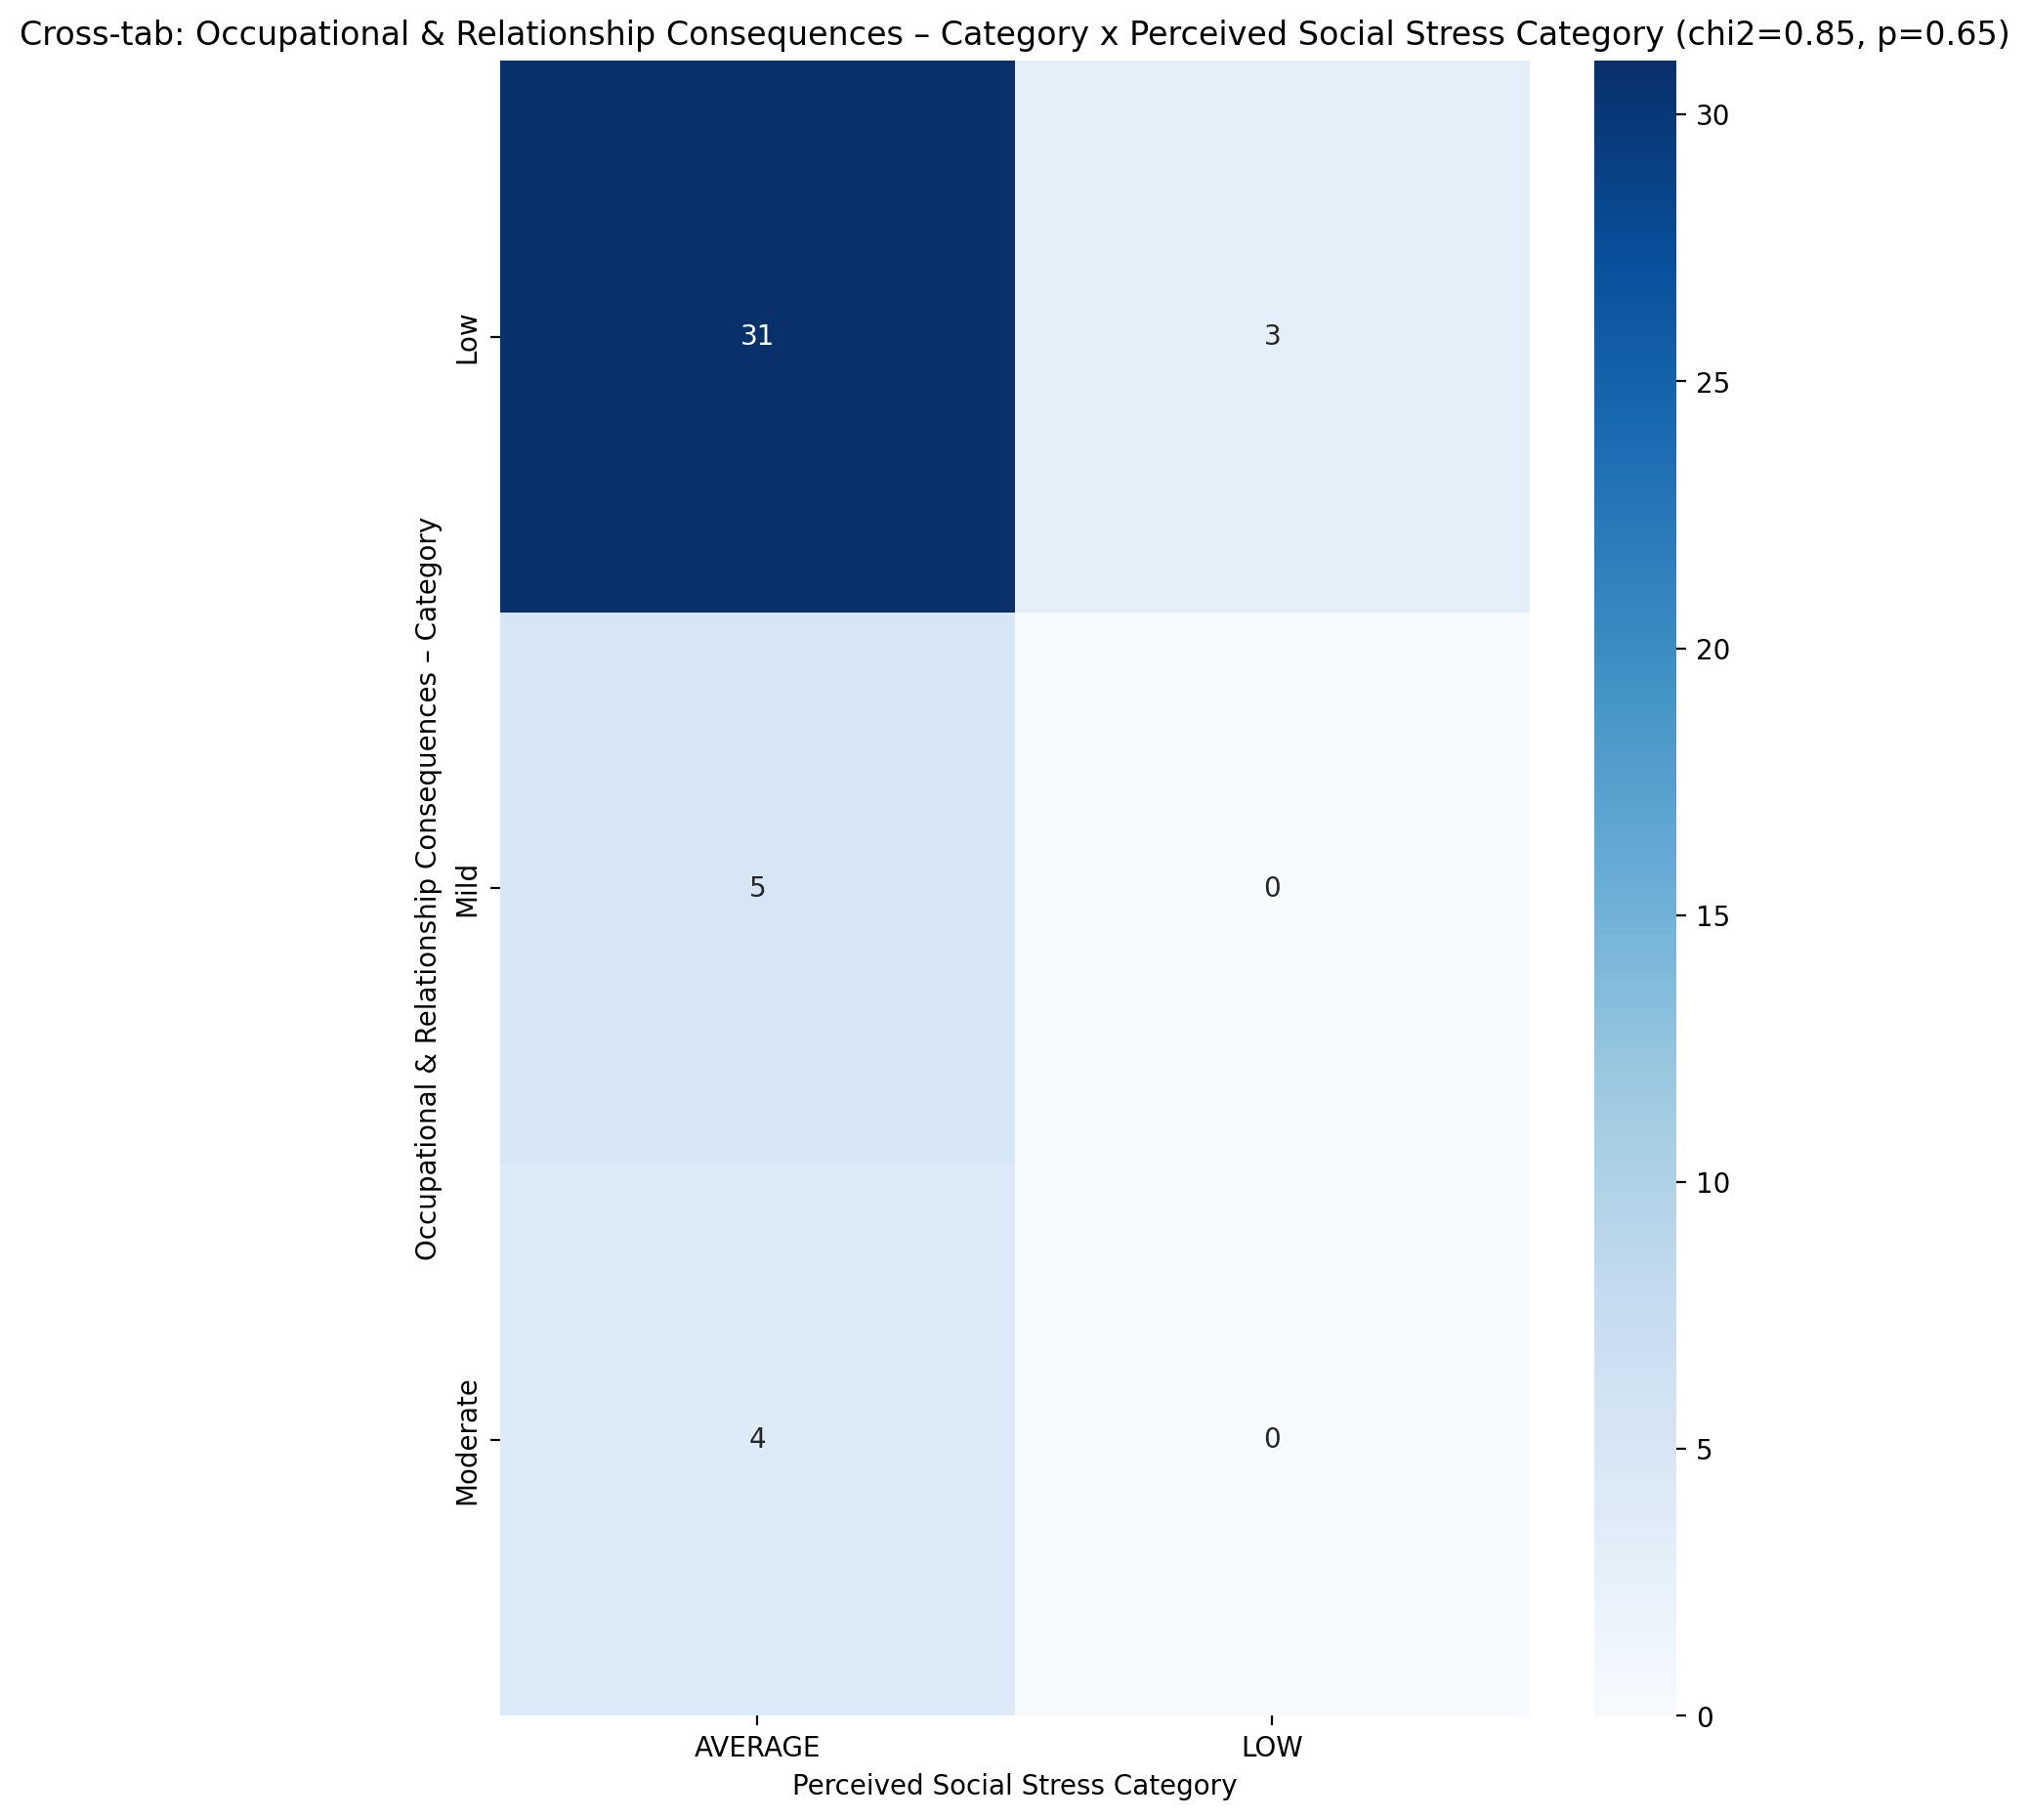 Cross-tab: Occupational & Relationship Consequences – Category x Perceived Social Stress Category (chi2=0.85, p=0.65)
Occupational & Relationship Consequences – Category
Low
Mild
Moderate
31
3
5
0
4
0
AVERAGE
LOW
Perceived Social Stress Category
30
25
20
15
10
5
0